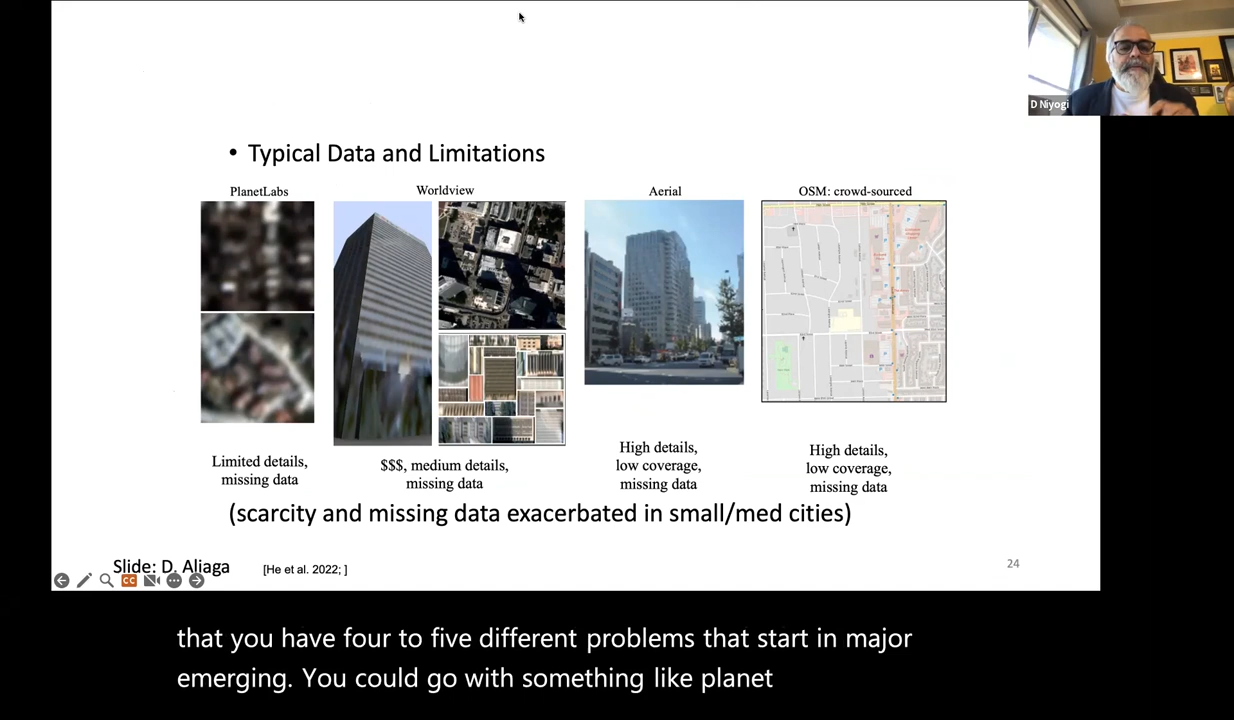 D Niyogi
• Typical Data and Limitations
PlanetLabs
Worldview
Aerial
OSM: crowd-sourced
Limited details,
missing data
$$$, medium details,
missing data
High details,
low coverage,
missing data
High details,
low coverage,
missing data
(scarcity and missing data exacerbated in small/med cities)
Slide: D. Aliaga
[He et al. 2022; ]
24
CC
that you have four to five different problems that start in major
emerging. You could go with something like planet